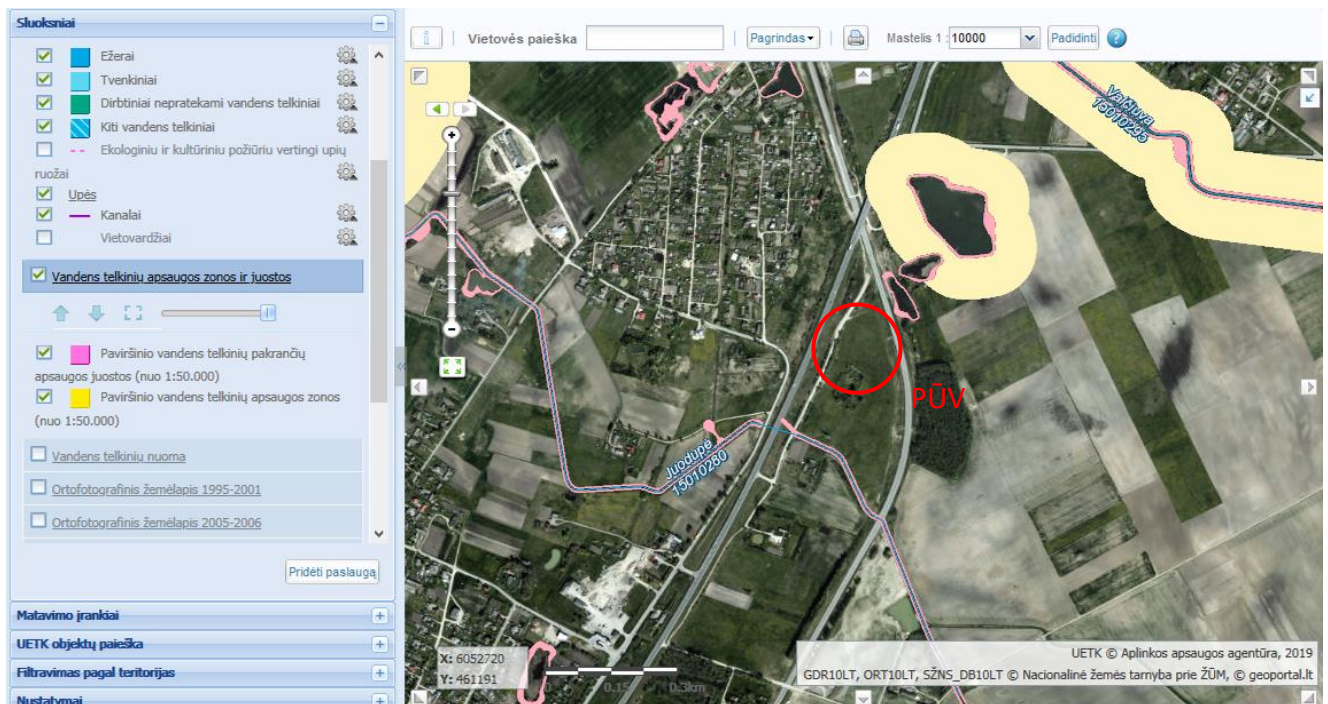 Sluoksniai
Ežerai
Tvenkiniai
Dirbtiniai nepratekami vandens telkiniai
Kiti vandens telkiniai
Ekologiniu ir kultūriniu požiūriu vertingi upių
ruožai
Upės
Kanalai
Vietovardžiai
Vandens telkinių apsaugos zonos ir juostos
Paviršinio vandens telkinių pakrančių
apsaugos juostos (nuo 1:50.000)
Paviršinio vandens telkinių apsaugos zonos
(nuo 1:50.000)
Vandens telkinių nuoma
Ortofotografinis žemėlapis 1995-2001
Ortofotografinis žemėlapis 2005-2006
Pridėti paslaugą
Matavimo įrankiai
UETK objektų paieška
Filtravimas pagal teritorijas
Nustatymai
Vietovės paieška
Pagrindas
Mastelis 1 : 10000
Padidinti
?
Valčiuva
15010295
PŪV
Juodupė
15010260
X: 6052720
Y: 461191
0 0.15 0.3km
UETK © Aplinkos apsaugos agentūra, 2019
GDR10LT, ORT10LT, SŽNS_DB10LT © Nacionalinė žemės tarnyba prie ŽŪM, © geoportal.lt